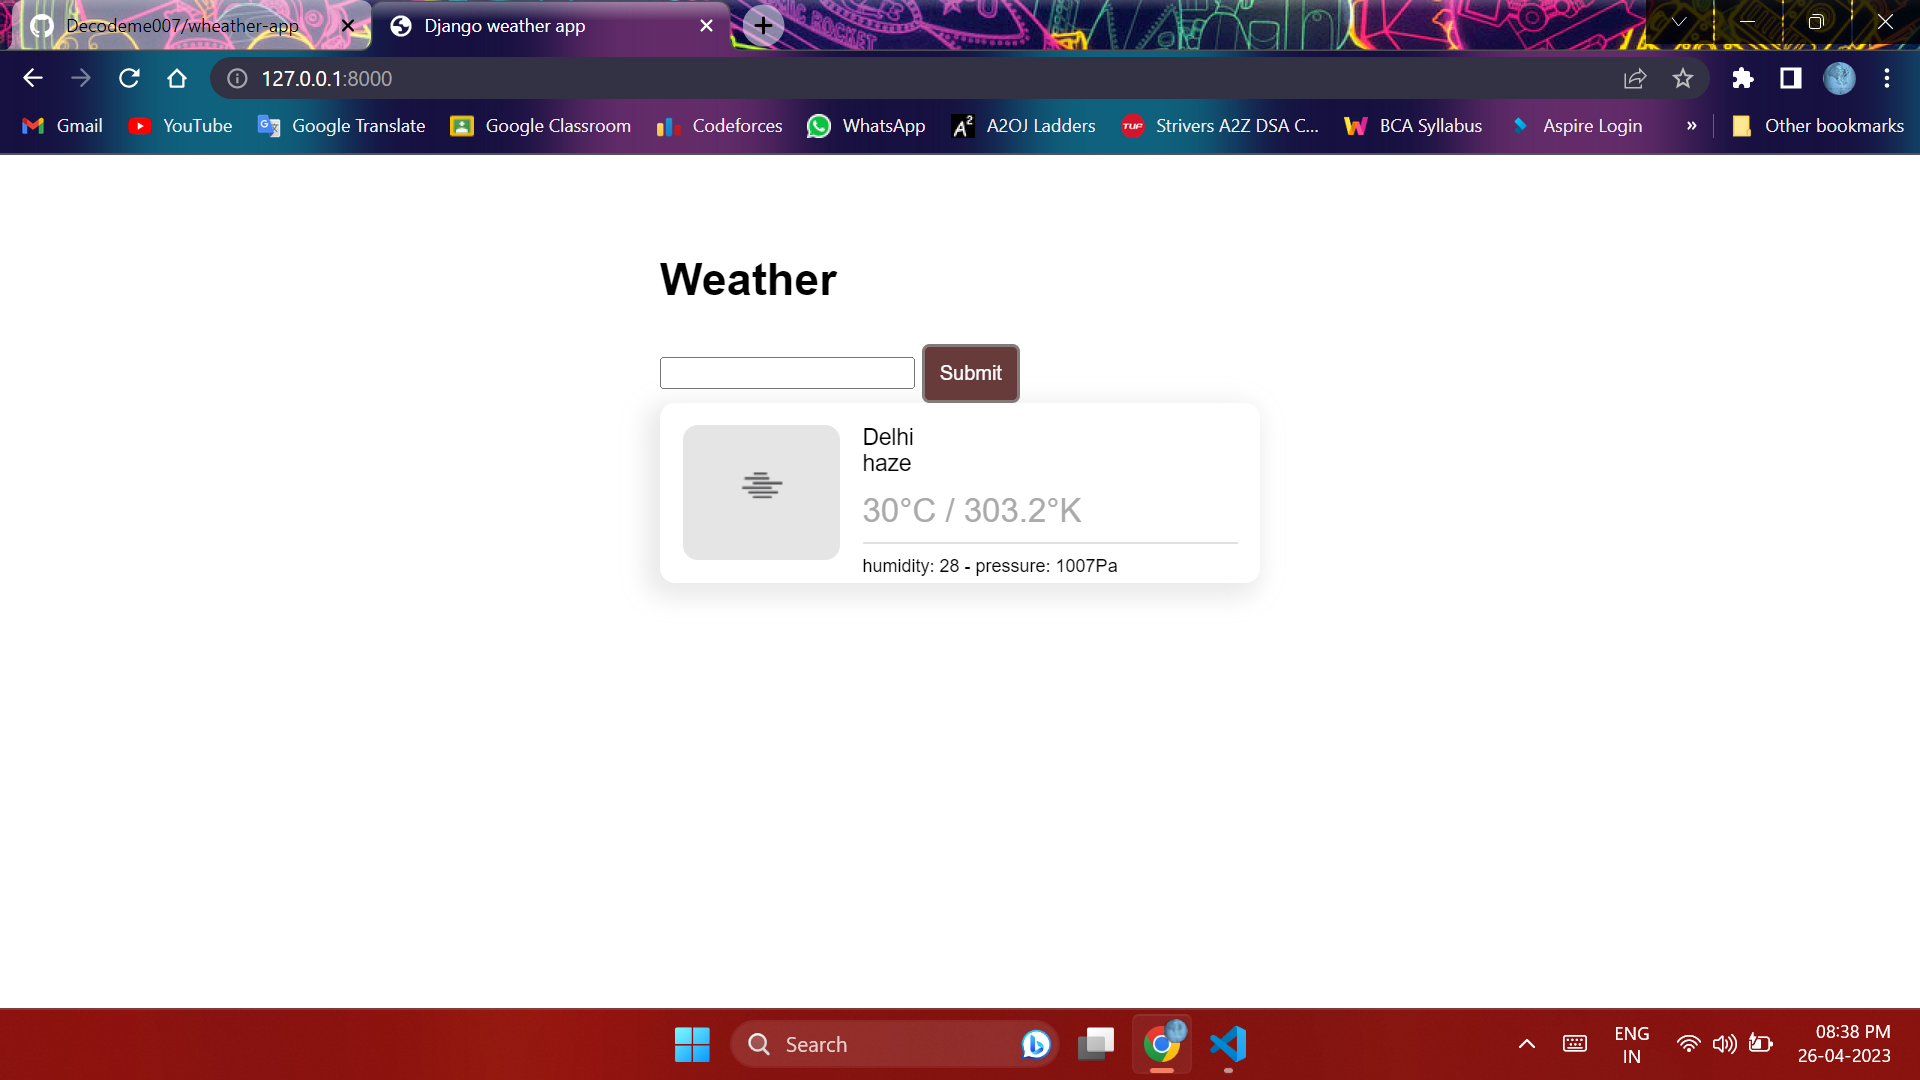 Decodeme007/wheather-app
Django weather app
127.0.0.1:8000
Gmail
YouTube
Google Translate
Google Classroom
Codeforces
WhatsApp
A²
A2OJ Ladders
TUF
Strivers A2Z DSA C...
BCA Syllabus
Aspire Login
»
Other bookmarks
Weather
Submit
Delhi
haze
30°C / 303.2°K
humidity: 28 - pressure: 1007Pa
Search
ENG
IN
08:38 PM
26-04-2023